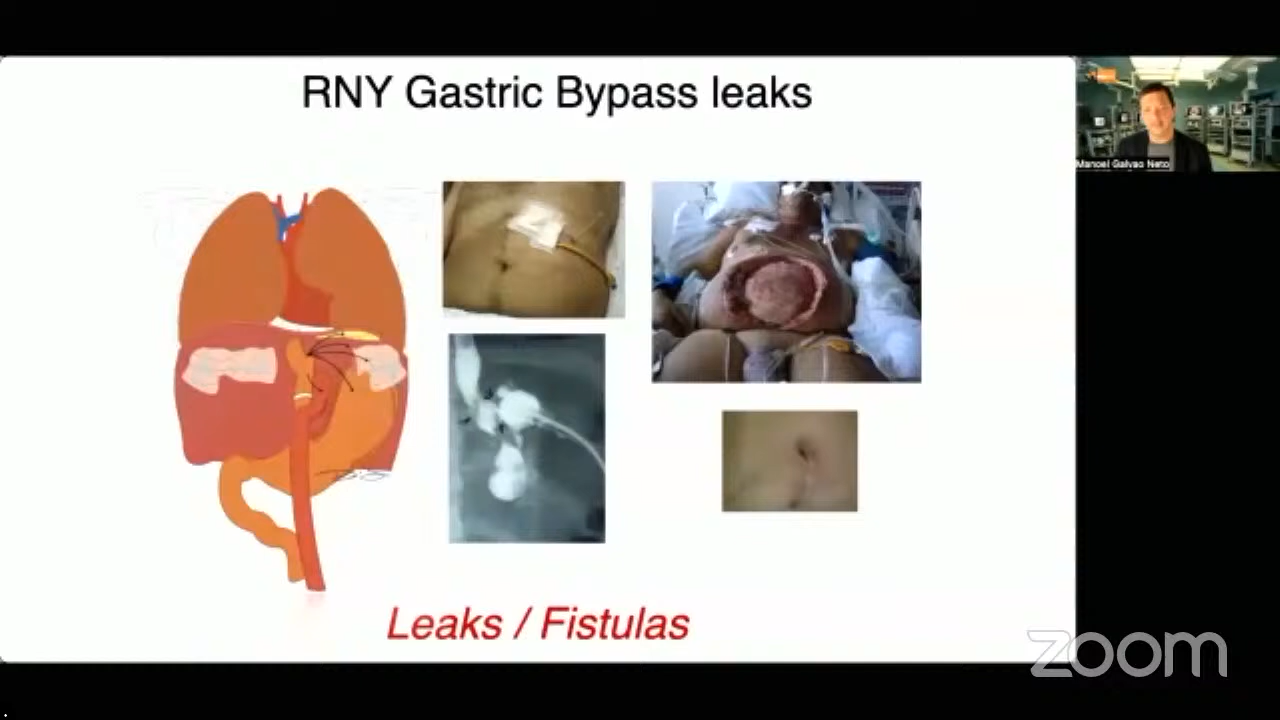 RNY Gastric Bypass leaks
Manoel Galvao Neto
Leaks / Fistulas
zoom